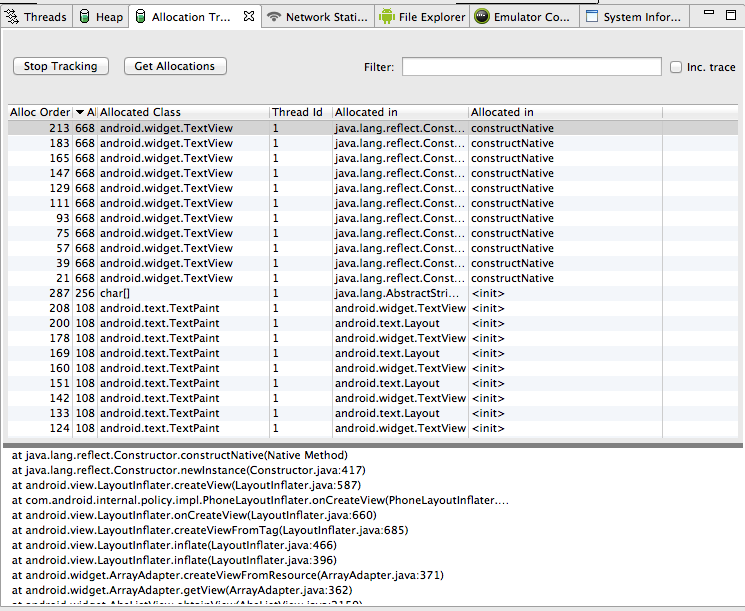 Threads Heap Allocation Tr... Network Stati... File Explorer Emulator Co... System Infor...
Stop Tracking Get Allocations Filter: Inc. trace
Alloc Order Al Allocated Class Thread Id Allocated in Allocated in
213 668 android.widget.TextView 1 java.lang.reflect.Const... constructNative
183 668 android.widget.TextView 1 java.lang.reflect.Const... constructNative
165 668 android.widget.TextView 1 java.lang.reflect.Const... constructNative
147 668 android.widget.TextView 1 java.lang.reflect.Const... constructNative
129 668 android.widget.TextView 1 java.lang.reflect.Const... constructNative
111 668 android.widget.TextView 1 java.lang.reflect.Const... constructNative
93 668 android.widget.TextView 1 java.lang.reflect.Const... constructNative
75 668 android.widget.TextView 1 java.lang.reflect.Const... constructNative
57 668 android.widget.TextView 1 java.lang.reflect.Const... constructNative
39 668 android.widget.TextView 1 java.lang.reflect.Const... constructNative
21 668 android.widget.TextView 1 java.lang.reflect.Const... constructNative
287 256 char[] 1 java.lang.AbstractStri... <init>
208 108 android.text.TextPaint 1 android.widget.TextView <init>
200 108 android.text.TextPaint 1 android.text.Layout <init>
178 108 android.text.TextPaint 1 android.widget.TextView <init>
169 108 android.text.TextPaint 1 android.text.Layout <init>
160 108 android.text.TextPaint 1 android.widget.TextView <init>
151 108 android.text.TextPaint 1 android.text.Layout <init>
142 108 android.text.TextPaint 1 android.widget.TextView <init>
133 108 android.text.TextPaint 1 android.text.Layout <init>
124 108 android.text.TextPaint 1 android.widget.TextView <init>
at java.lang.reflect.Constructor.constructNative(Native Method)
at java.lang.reflect.Constructor.newInstance(Constructor.java:417)
at android.view.LayoutInflater.createView(LayoutInflater.java:587)
at com.android.internal.policy.impl.PhoneLayoutInflater.onCreateView(PhoneLayoutInflater....
at android.view.LayoutInflater.onCreateView(LayoutInflater.java:660)
at android.view.LayoutInflater.createViewFromTag(LayoutInflater.java:685)
at android.view.LayoutInflater.inflate(LayoutInflater.java:466)
at android.view.LayoutInflater.inflate(LayoutInflater.java:396)
at android.widget.ArrayAdapter.createViewFromResource(ArrayAdapter.java:371)
at android.widget.ArrayAdapter.getView(ArrayAdapter.java:362)